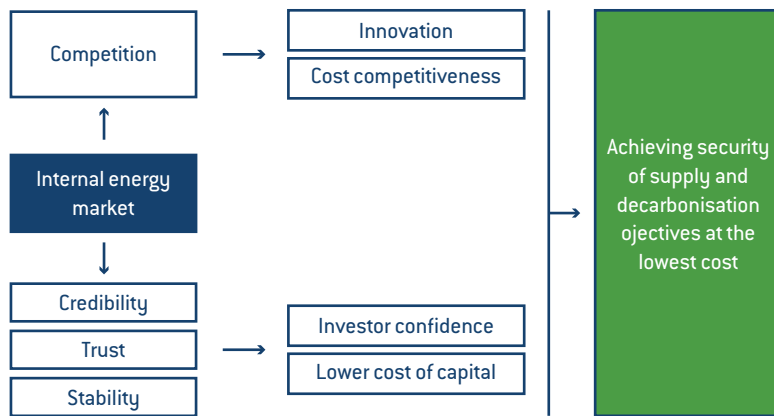 Competition
Innovation
Cost competitiveness
Internal energy
market
Credibility
Trust
Stability
Investor confidence
Lower cost of capital
Achieving security
of supply and
decarbonisation
ojectives at the
lowest cost